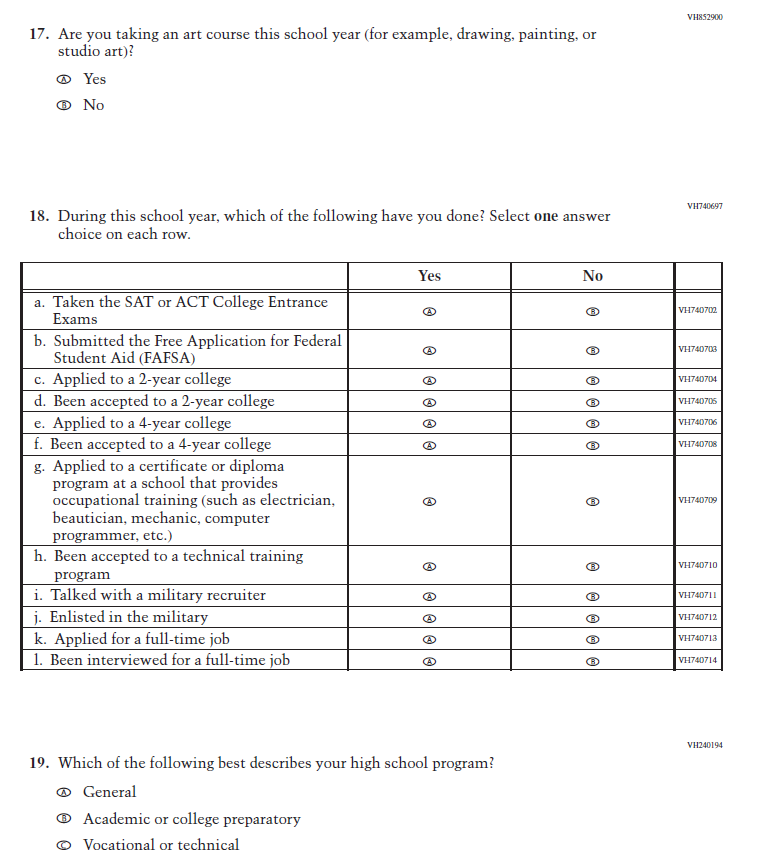 VH852900
17. Are you taking an art course this school year (for example, drawing, painting, or
studio art)?
Ⓐ Yes
Ⓑ No
VH740697
18. During this school year, which of the following have you done? Select one answer
choice on each row.
Yes No
a. Taken the SAT or ACT College Entrance
Exams
Ⓐ Ⓑ VH740702
b. Submitted the Free Application for Federal
Student Aid (FAFSA)
Ⓐ Ⓑ VH740703
c. Applied to a 2-year college Ⓐ Ⓑ VH740704
d. Been accepted to a 2-year college Ⓐ Ⓑ VH740705
e. Applied to a 4-year college Ⓐ Ⓑ VH740706
f. Been accepted to a 4-year college Ⓐ Ⓑ VH740708
g. Applied to a certificate or diploma
program at a school that provides
occupational training (such as electrician,
beautician, mechanic, computer
programmer, etc.)
Ⓐ Ⓑ VH740709
h. Been accepted to a technical training
program
Ⓐ Ⓑ VH740710
i. Talked with a military recruiter Ⓐ Ⓑ VH740711
j. Enlisted in the military Ⓐ Ⓑ VH740712
k. Applied for a full-time job Ⓐ Ⓑ VH740713
l. Been interviewed for a full-time job Ⓐ Ⓑ VH740714
VH240194
19. Which of the following best describes your high school program?
Ⓐ General
Ⓑ Academic or college preparatory
Ⓒ Vocational or technical